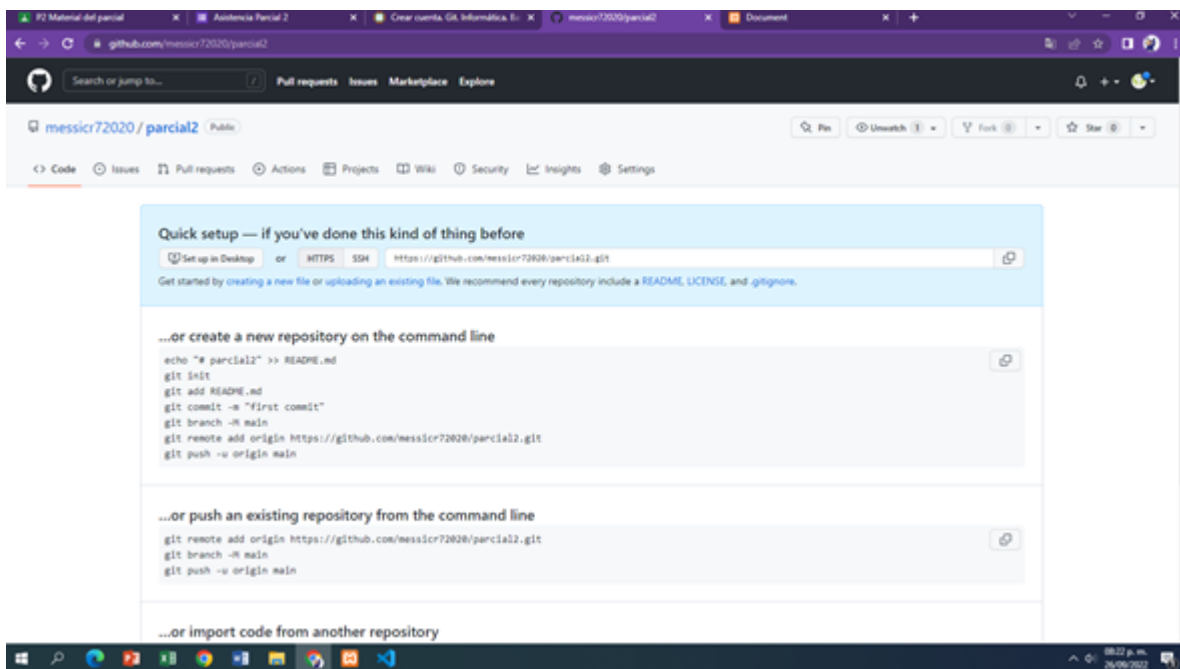 P2 Material del parcial
Asistencia Parcial 2
Crear cuenta. Git, Informática. E
messicr72020/parcial2
Document
github.com/messicr72020/parcial2
Search or jump to... /
Pull requests Issues Marketplace Explore
messicr72020 / parcial2 Public
Pin
Unwatch 1
Fork 0
Star 0
Code Issues Pull requests Actions Projects Wiki Security Insights Settings
Quick setup — if you've done this kind of thing before
Set up in Desktop or HTTPS SSH https://github.com/messicr72020/parcial2.git
Get started by creating a new file or uploading an existing file. We recommend every repository include a README, LICENSE, and .gitignore.
...or create a new repository on the command line
echo "# parcial2" >> README.md
git init
git add README.md
git commit -m "first commit"
git branch -M main
git remote add origin https://github.com/messicr72020/parcial2.git
git push -u origin main
...or push an existing repository from the command line
git remote add origin https://github.com/messicr72020/parcial2.git
git branch -M main
git push -u origin main
...or import code from another repository
08:22 p. m.
26/09/2022